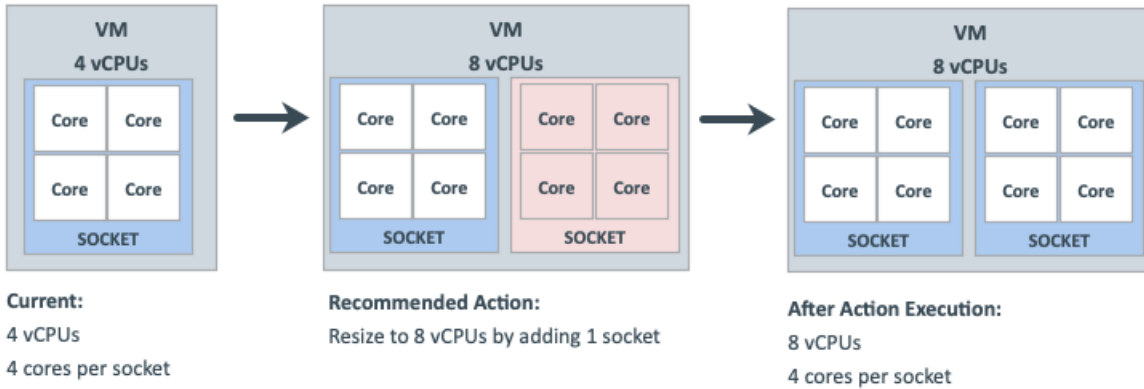 VM
4 vCPUs
Core Core
Core Core
SOCKET
Current:
4 vCPUs
4 cores per socket
VM
8 vCPUs
Core Core Core Core
Core Core Core Core
SOCKET SOCKET
Recommended Action:
Resize to 8 vCPUs by adding 1 socket
VM
8 vCPUs
Core Core Core Core
Core Core Core Core
SOCKET SOCKET
After Action Execution:
8 vCPUs
4 cores per socket